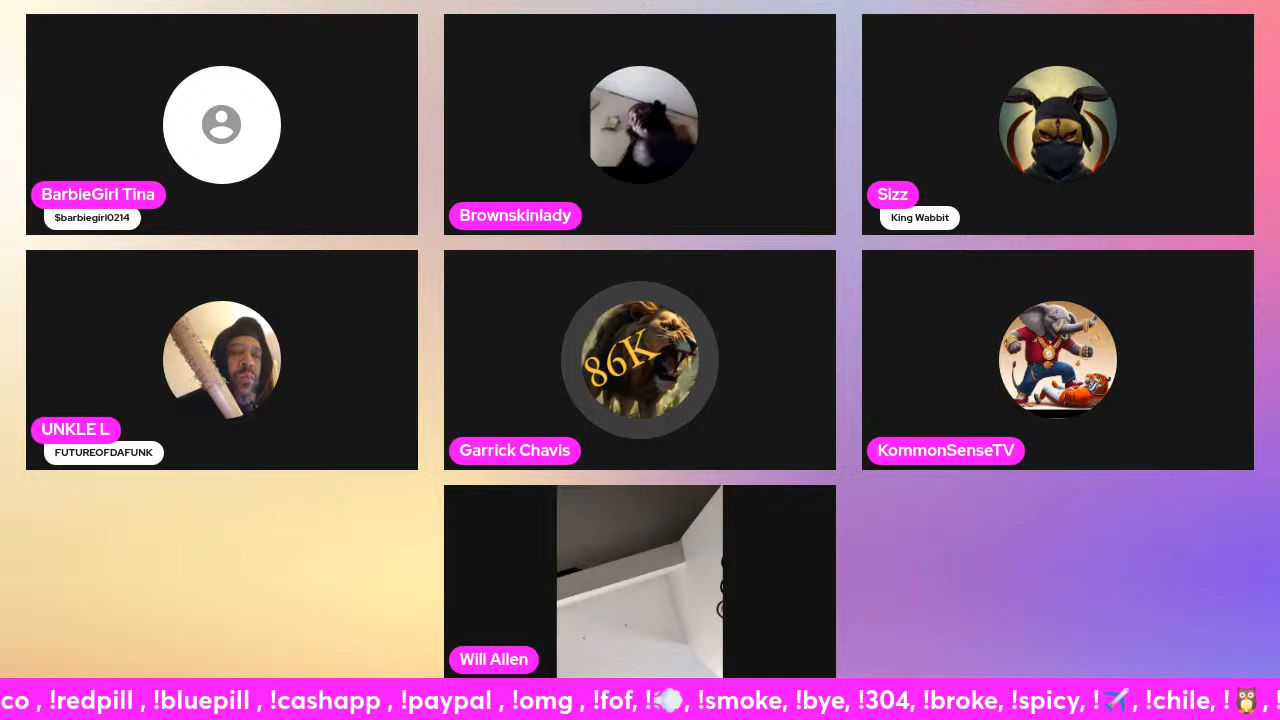 BarbieGirl Tina
$barbiegirl0214
Brownskinlady
Sizz
King Wabbit
UNKLE L
FUTUREOFDAFUNK
86K
Garrick Chavis
KommonSenseTV
Will Allen
co , !redpill , !bluepill , !cashapp , !paypal , !omg , !fof, !💨, !smoke, !bye, !304, !broke, !spicy, !✈️, !chile, !🦉, !